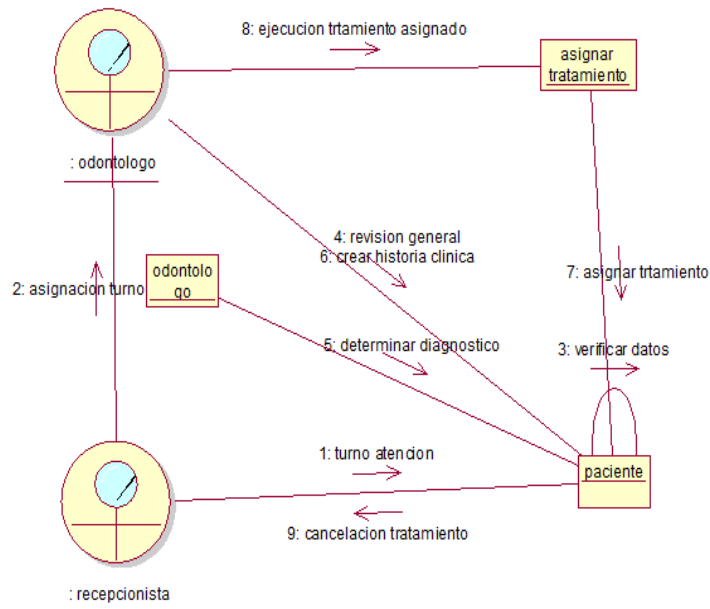 8: ejecucion trtamiento asignado
asignar
tratamiento
: odontologo
4: revision general
6: crear historia clinica
odontolo
go
2: asignacion turno
7: asignar trtamiento
5: determinar diagnostico
3: verificar datos
1: turno atencion
paciente
9: cancelacion tratamiento
: recepcionista